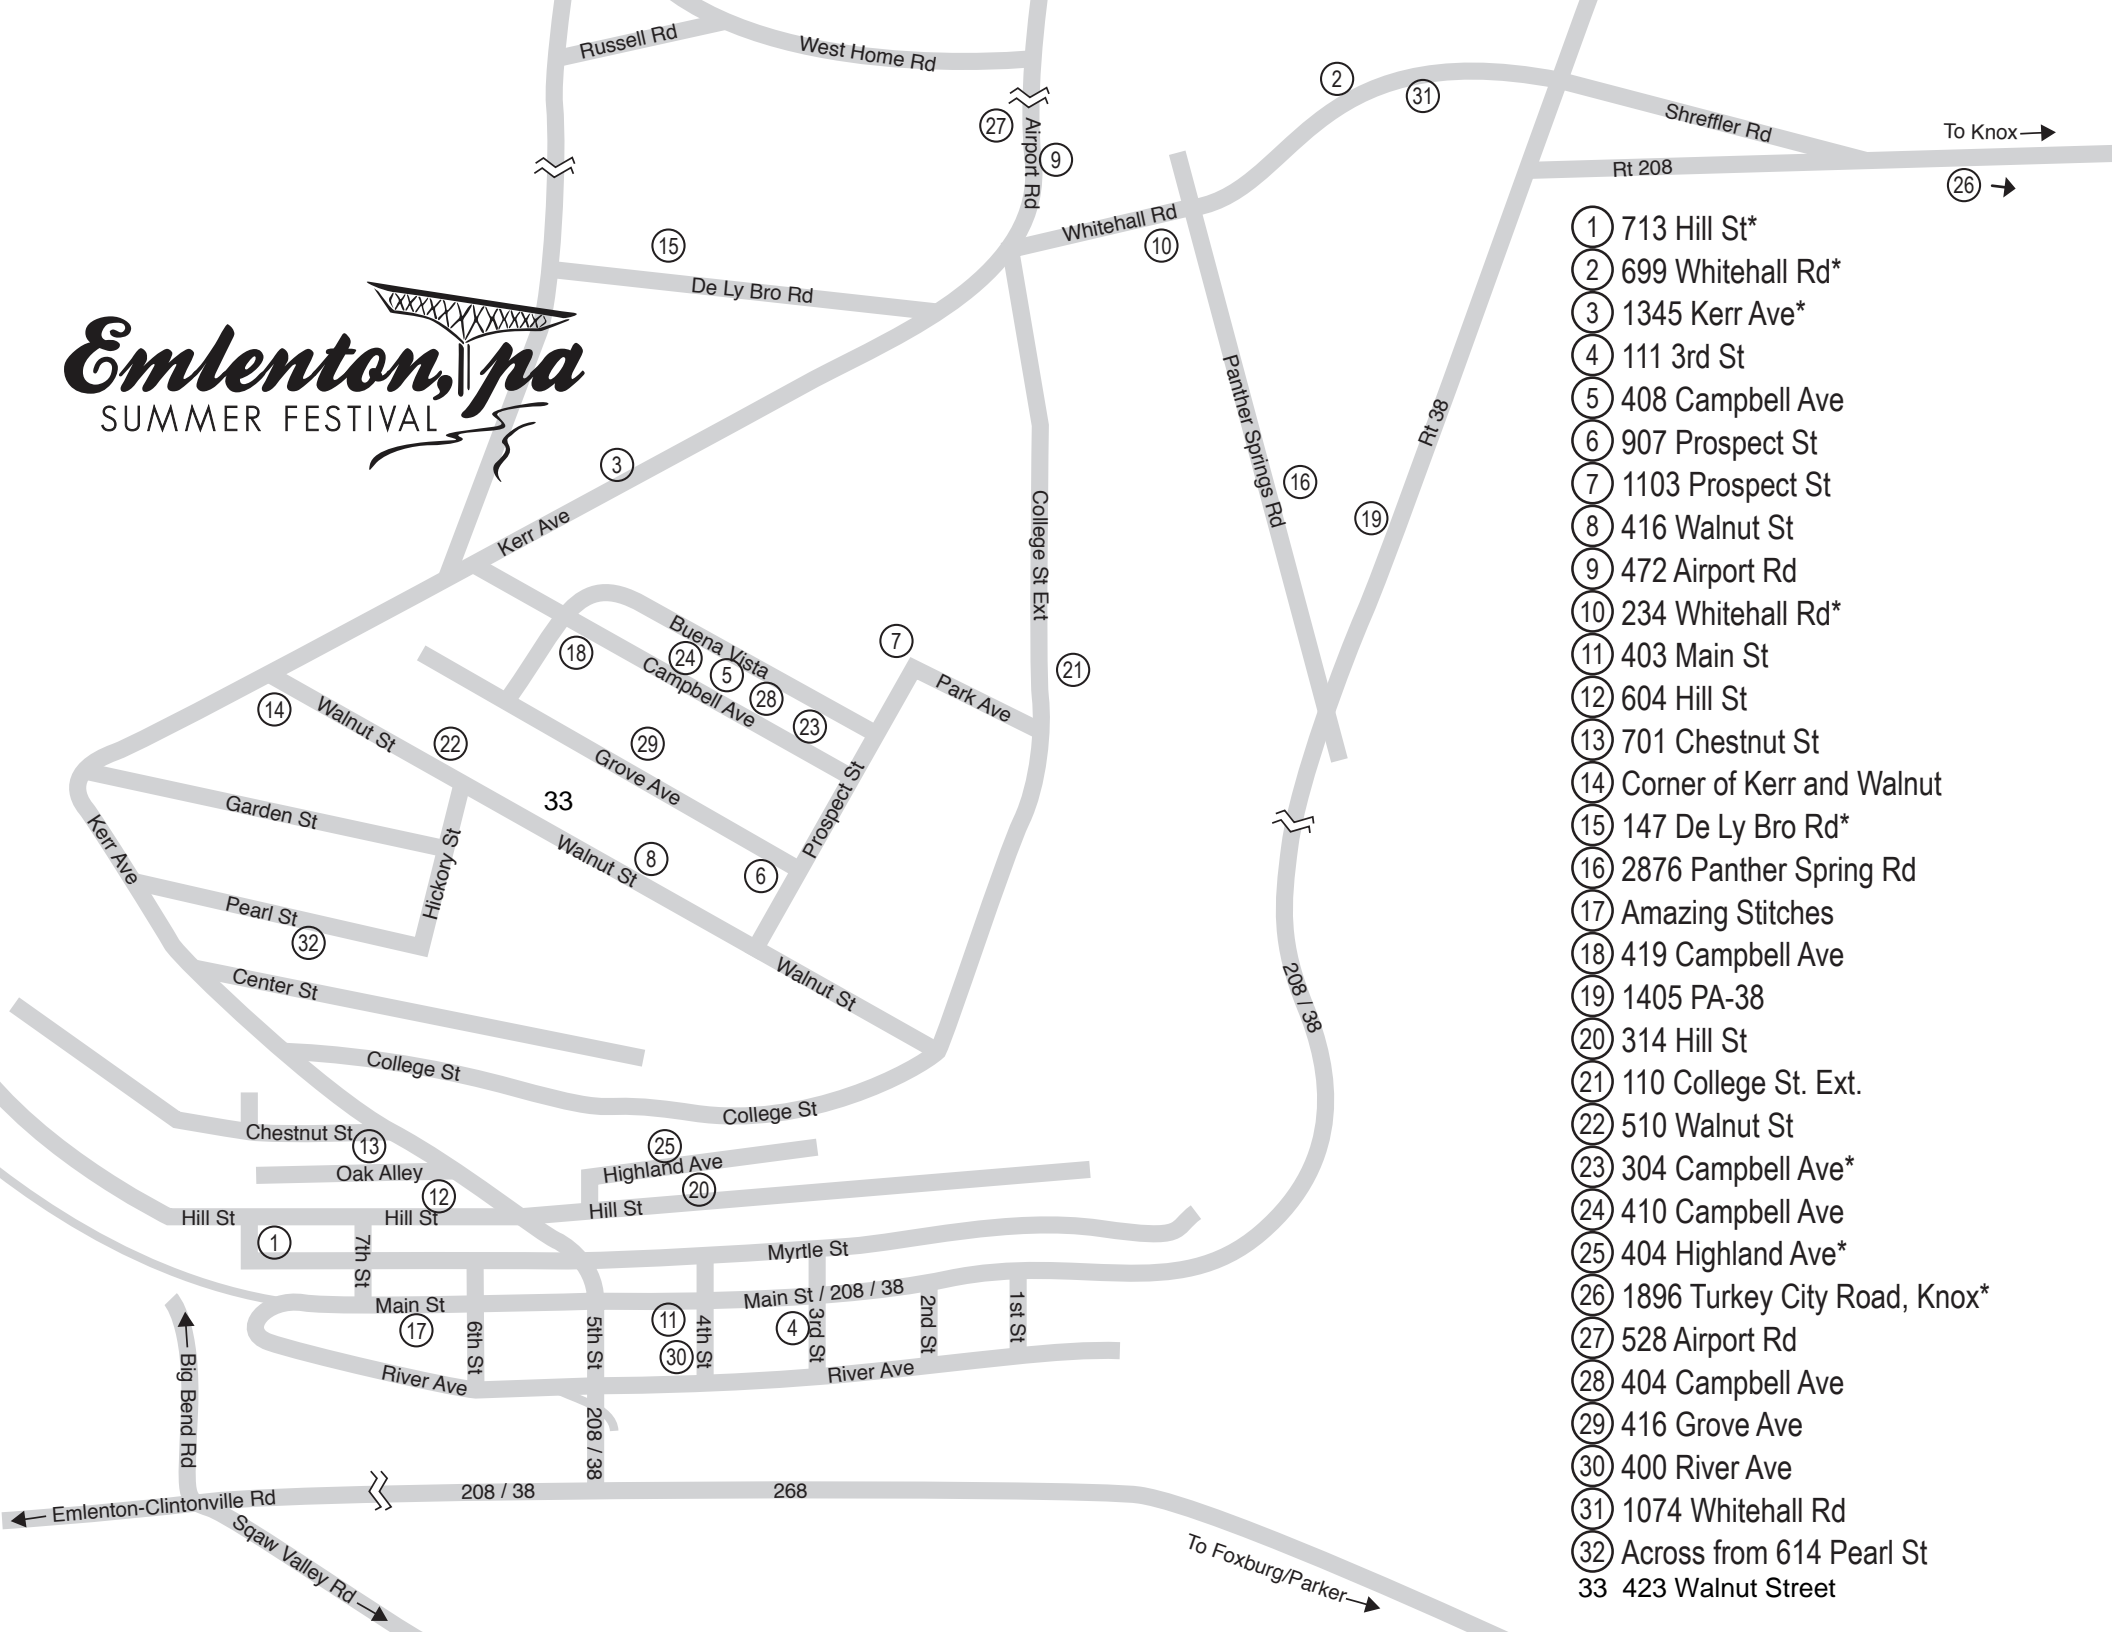 Russell Rd
West Home Rd
2
31
Shreffler Rd
To Knox
27
Airport Rd
9
Rt 208
26
15
Whitehall Rd
10
De Ly Bro Rd
Emlenton, pa
SUMMER FESTIVAL
3
Kerr Ave
College St Ext
Panther Springs Rd
16
Rt 38
19
18
Buena Vista
24
5
28
23
Campbell Ave
7
Park Ave
21
14
Walnut St
22
29
Grove Ave
33
Prospect St
Garden St
Kerr Ave
Hickory St
Walnut St
8
6
Pearl St
32
Center St
Walnut St
208 / 38
College St
College St
Chestnut St
13
25
Oak Alley
Highland Ave
12
20
Hill St
Hill St
Hill St
1
7th St
Myrtle St
Main St
Main St / 208 / 38
17
6th St
5th St
11
4th St
4
3rd St
2nd St
1st St
30
River Ave
River Ave
Big Bend Rd
208 / 38
Emlenton-Clintonville Rd
208 / 38
268
Sqaw Valley Rd
To Foxburg/Parker
1 713 Hill St*
2 699 Whitehall Rd*
3 1345 Kerr Ave*
4 111 3rd St
5 408 Campbell Ave
6 907 Prospect St
7 1103 Prospect St
8 416 Walnut St
9 472 Airport Rd
10 234 Whitehall Rd*
11 403 Main St
12 604 Hill St
13 701 Chestnut St
14 Corner of Kerr and Walnut
15 147 De Ly Bro Rd*
16 2876 Panther Spring Rd
17 Amazing Stitches
18 419 Campbell Ave
19 1405 PA-38
20 314 Hill St
21 110 College St. Ext.
22 510 Walnut St
23 304 Campbell Ave*
24 410 Campbell Ave
25 404 Highland Ave*
26 1896 Turkey City Road, Knox*
27 528 Airport Rd
28 404 Campbell Ave
29 416 Grove Ave
30 400 River Ave
31 1074 Whitehall Rd
32 Across from 614 Pearl St
33 423 Walnut Street